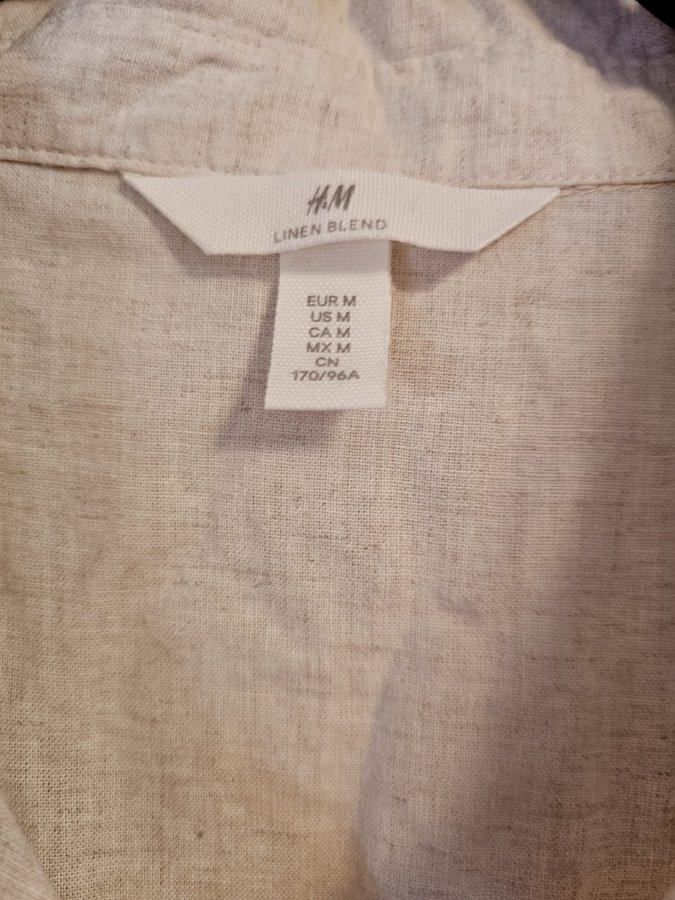 H&M
LINEN BLEND
EUR M
US M
CA M
MX M
CN
170/96A